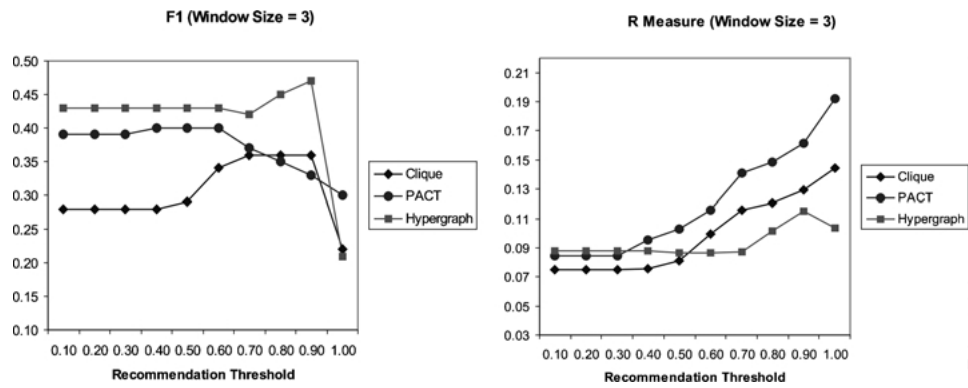 F1 (Window Size = 3)
0.50
0.45
0.40
0.35
0.30
0.25
0.20
0.15
0.10
0.10 0.20 0.30 0.40 0.50 0.60 0.70 0.80 0.90 1.00
Recommendation Threshold
Clique
PACT
Hypergraph
R Measure (Window Size = 3)
0.21
0.19
0.17
0.15
0.13
0.11
0.09
0.07
0.05
0.03
0.10 0.20 0.30 0.40 0.50 0.60 0.70 0.80 0.90 1.00
Recommendation Threshold
Clique
PACT
Hypergraph